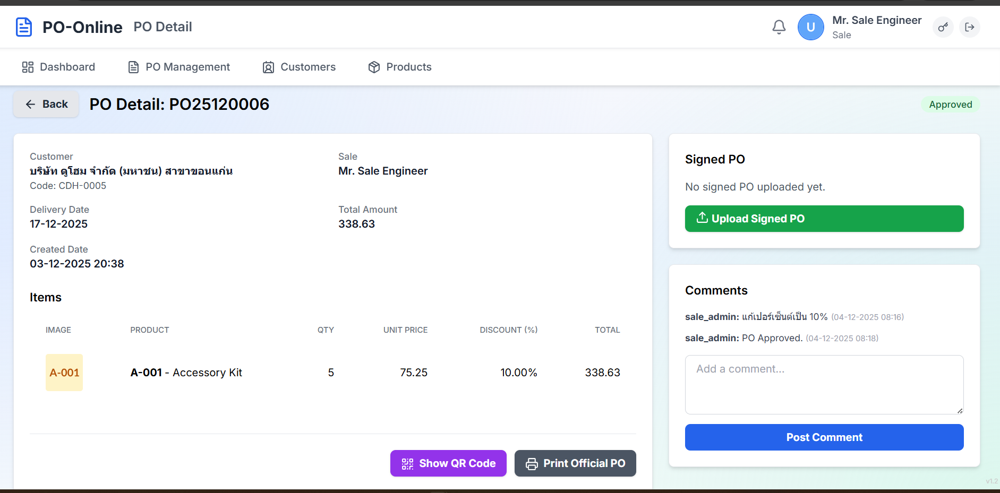 PO-Online PO Detail
Mr. Sale Engineer
Sale
U
Dashboard PO Management Customers Products
Back
PO Detail: PO25120006
Approved
Customer
บริษัท ดูโฮม จำกัด (มหาชน) สาขาขอนแก่น
Code: CDH-0005
Sale
Mr. Sale Engineer
Delivery Date
17-12-2025
Total Amount
338.63
Created Date
03-12-2025 20:38
Items
IMAGE PRODUCT QTY UNIT PRICE DISCOUNT (%) TOTAL
A-001 A-001 - Accessory Kit 5 75.25 10.00% 338.63
Show QR Code Print Official PO
Signed PO
No signed PO uploaded yet.
Upload Signed PO
Comments
sale_admin: แก้เปอร์เซ็นต์เป็น 10% (04-12-2025 08:16)
sale_admin: PO Approved. (04-12-2025 08:18)
Add a comment...
Post Comment
v1.2